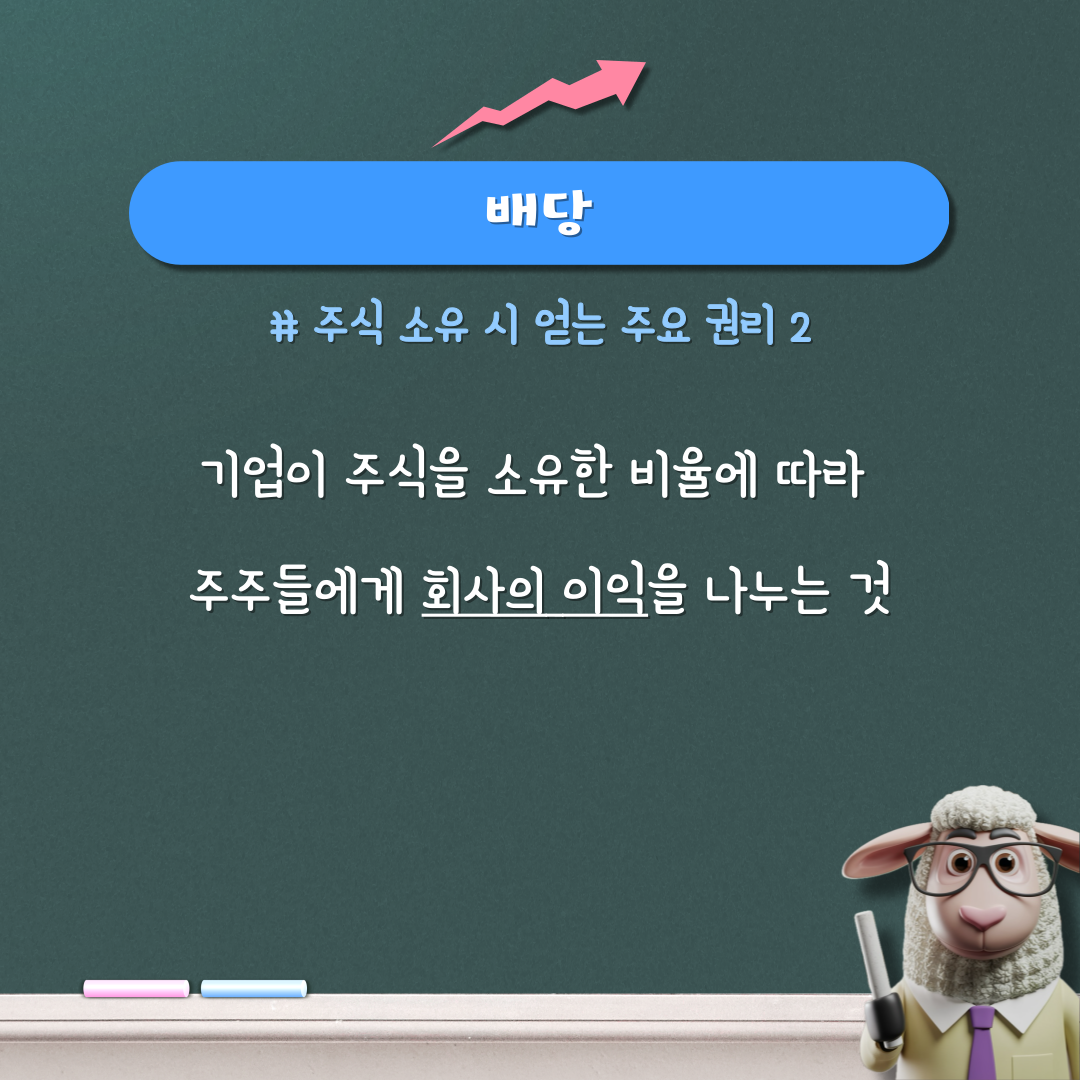 배당
# 주식 소유 시 얻는 주요 권리 2
기업이 주식을 소유한 비율에 따라
주주들에게 회사의 이익을 나누는 것